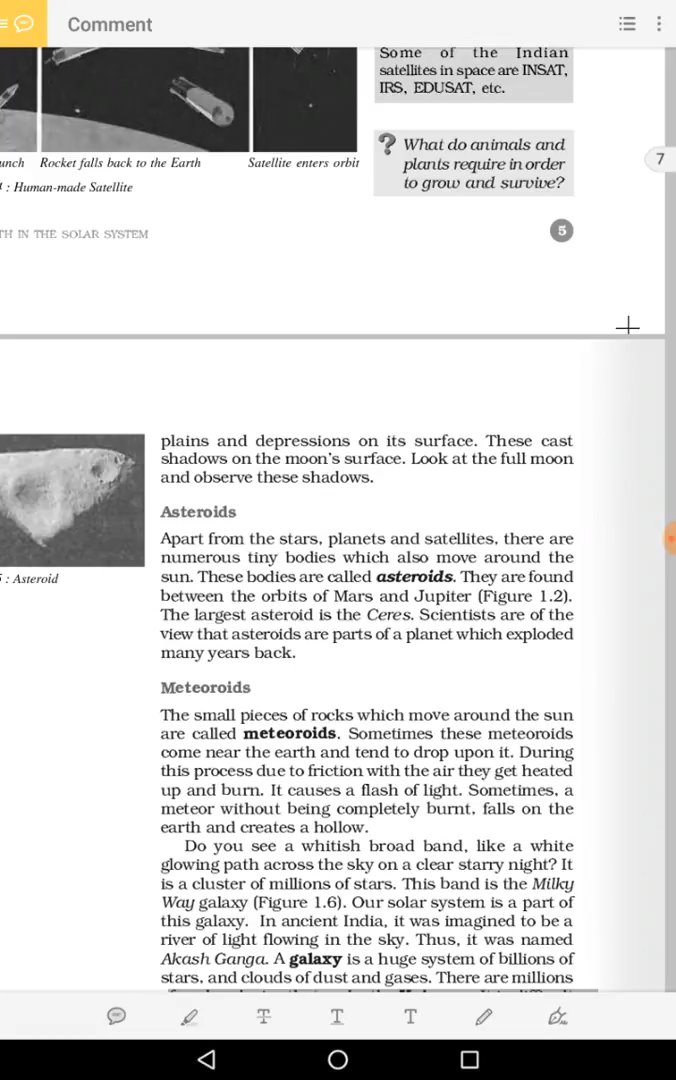 Comment
Some of the Indian
satellites in space are INSAT,
IRS, EDUSAT, etc.
? What do animals and
plants require in order
to grow and survive?
7
unch Rocket falls back to the Earth Satellite enters orbit
: Human-made Satellite
TH IN THE SOLAR SYSTEM
5
plains and depressions on its surface. These cast
shadows on the moon's surface. Look at the full moon
and observe these shadows.
: Asteroid
Asteroids
Apart from the stars, planets and satellites, there are
numerous tiny bodies which also move around the
sun. These bodies are called asteroids. They are found
between the orbits of Mars and Jupiter (Figure 1.2).
The largest asteroid is the Ceres. Scientists are of the
view that asteroids are parts of a planet which exploded
many years back.
Meteoroids
The small pieces of rocks which move around the sun
are called meteoroids. Sometimes these meteoroids
come near the earth and tend to drop upon it. During
this process due to friction with the air they get heated
up and burn. It causes a flash of light. Sometimes, a
meteor without being completely burnt, falls on the
earth and creates a hollow.
Do you see a whitish broad band, like a white
glowing path across the sky on a clear starry night? It
is a cluster of millions of stars. This band is the Milky
Way galaxy (Figure 1.6). Our solar system is a part of
this galaxy. In ancient India, it was imagined to be a
river of light flowing in the sky. Thus, it was named
Akash Ganga. A galaxy is a huge system of billions of
stars, and clouds of dust and gases. There are millions